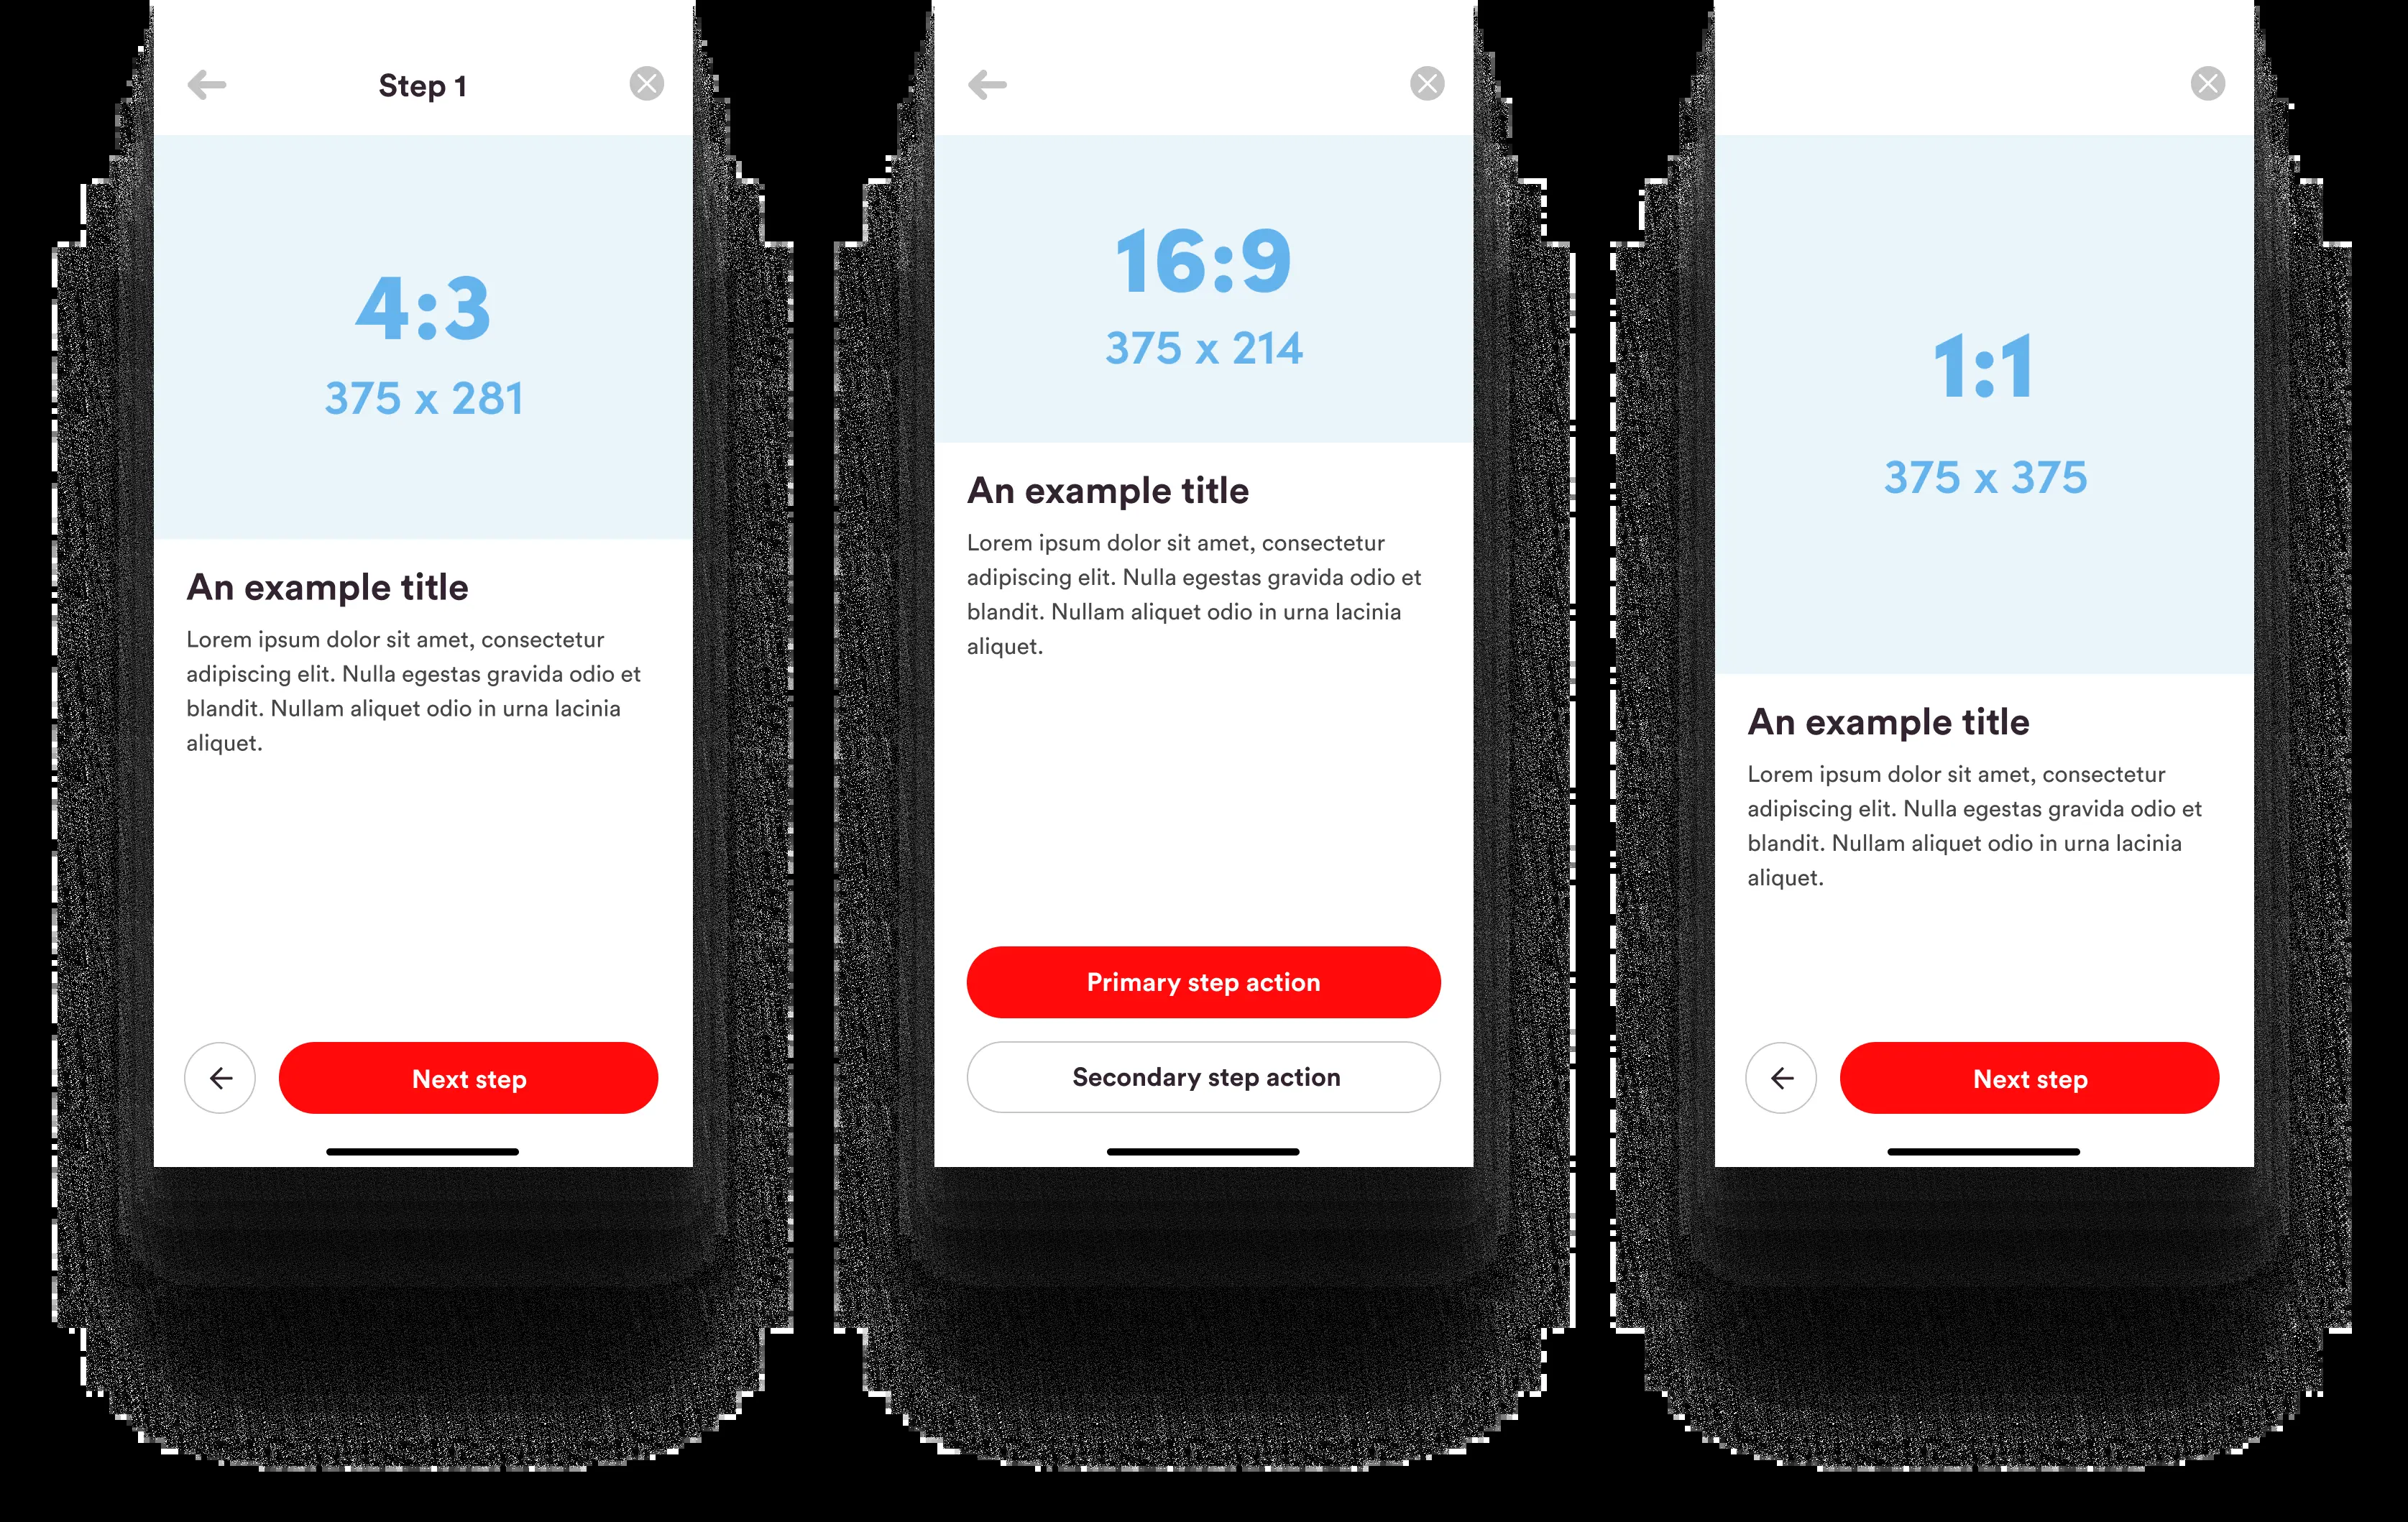 Step 1
4:3
375 x 281
An example title
Lorem ipsum dolor sit amet, consectetur
adipiscing elit. Nulla egestas gravida odio et
blandit. Nullam aliquet odio in urna lacinia
aliquet.
Next step
16:9
375 x 214
An example title
Lorem ipsum dolor sit amet, consectetur
adipiscing elit. Nulla egestas gravida odio et
blandit. Nullam aliquet odio in urna lacinia
aliquet.
Primary step action
Secondary step action
1:1
375 x 375
An example title
Lorem ipsum dolor sit amet, consectetur
adipiscing elit. Nulla egestas gravida odio et
blandit. Nullam aliquet odio in urna lacinia
aliquet.
Next step